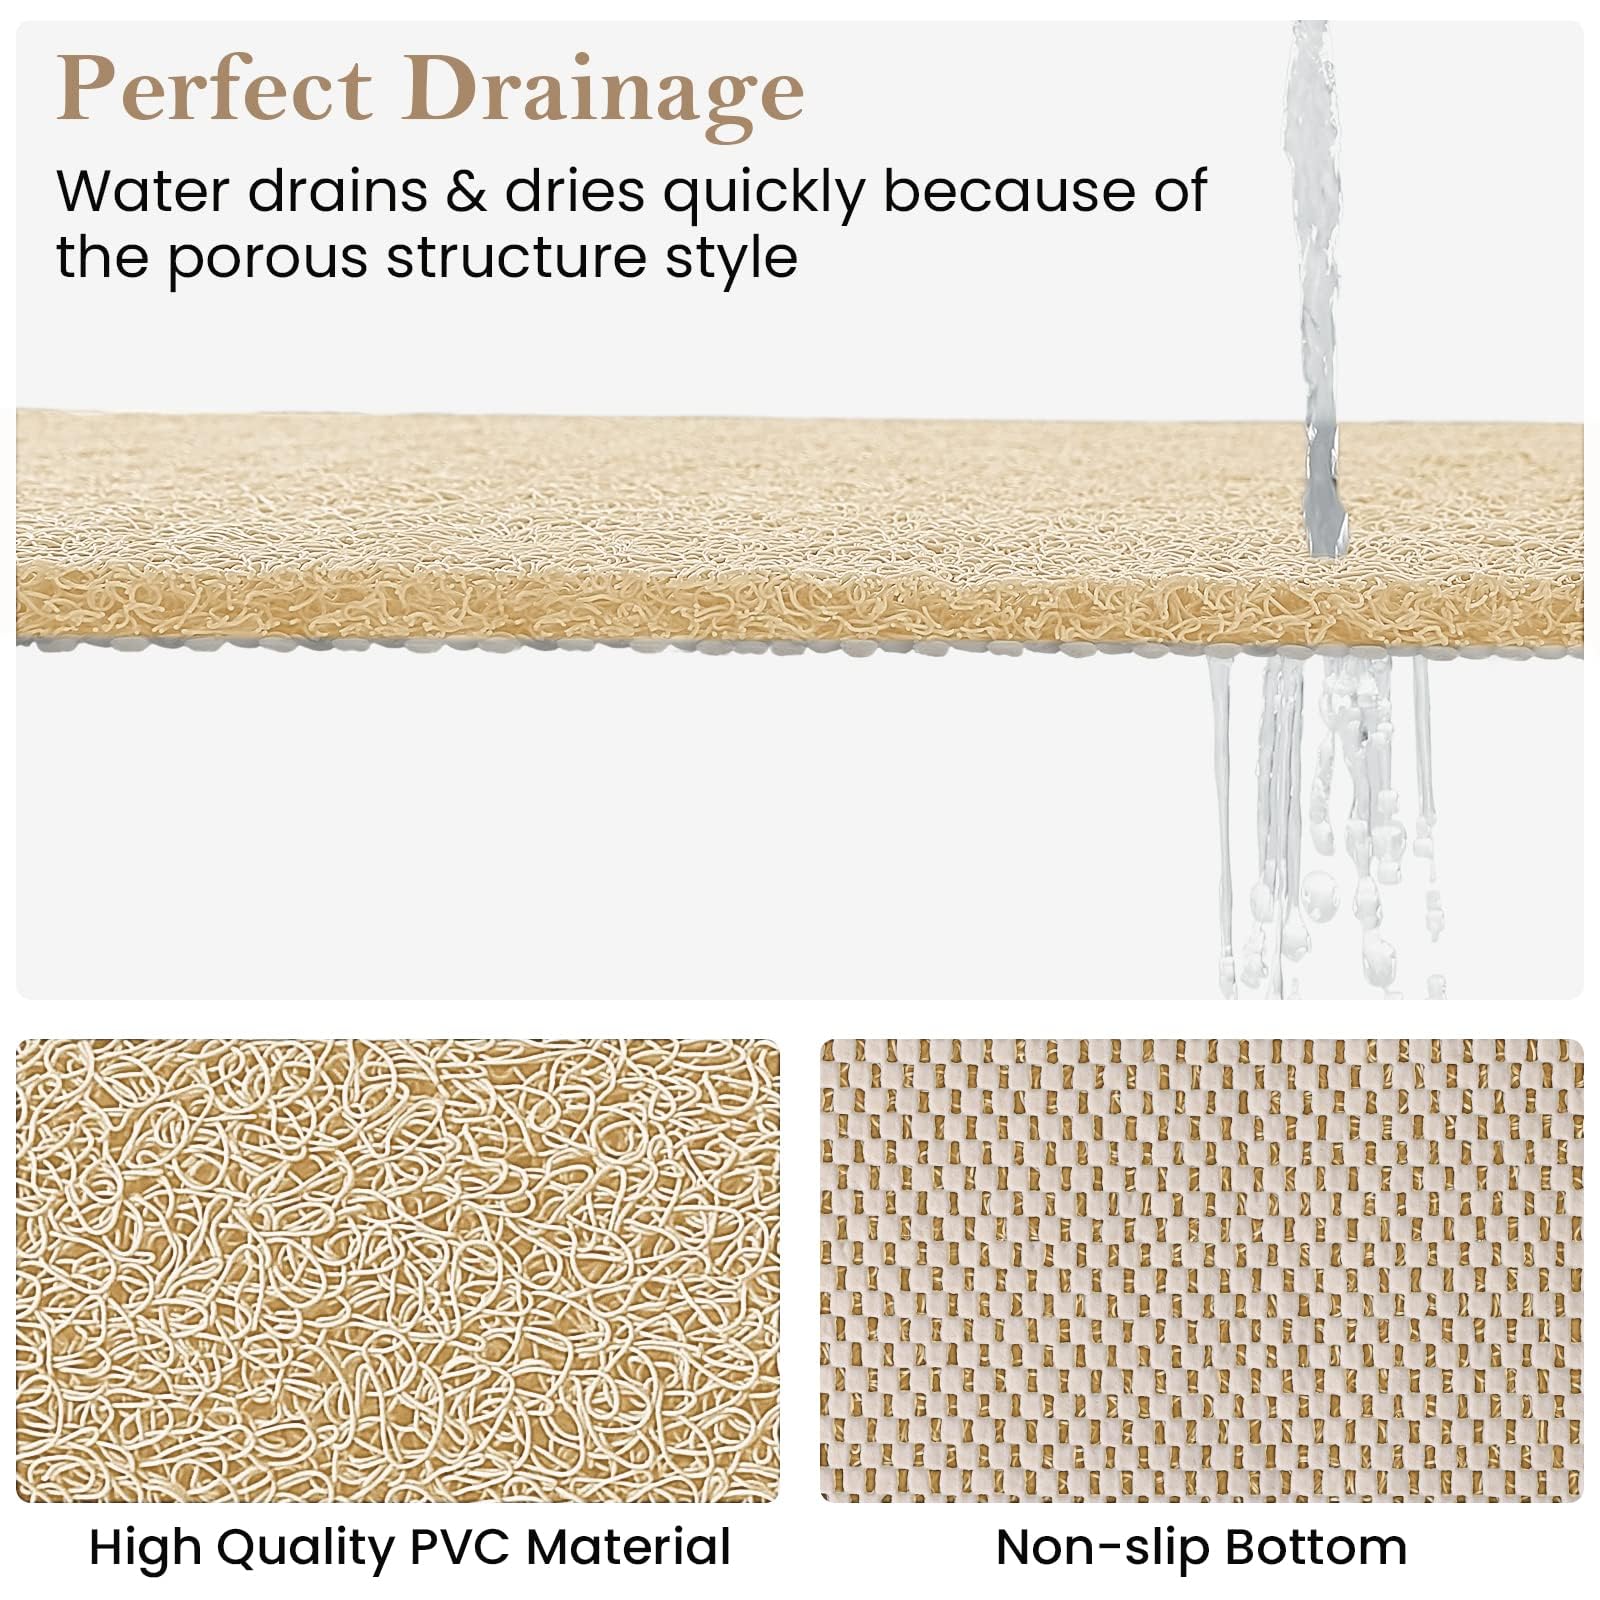 Perfect Drainage
Water drains & dries quickly because of
the porous structure style
High Quality PVC Material
Non-slip Bottom